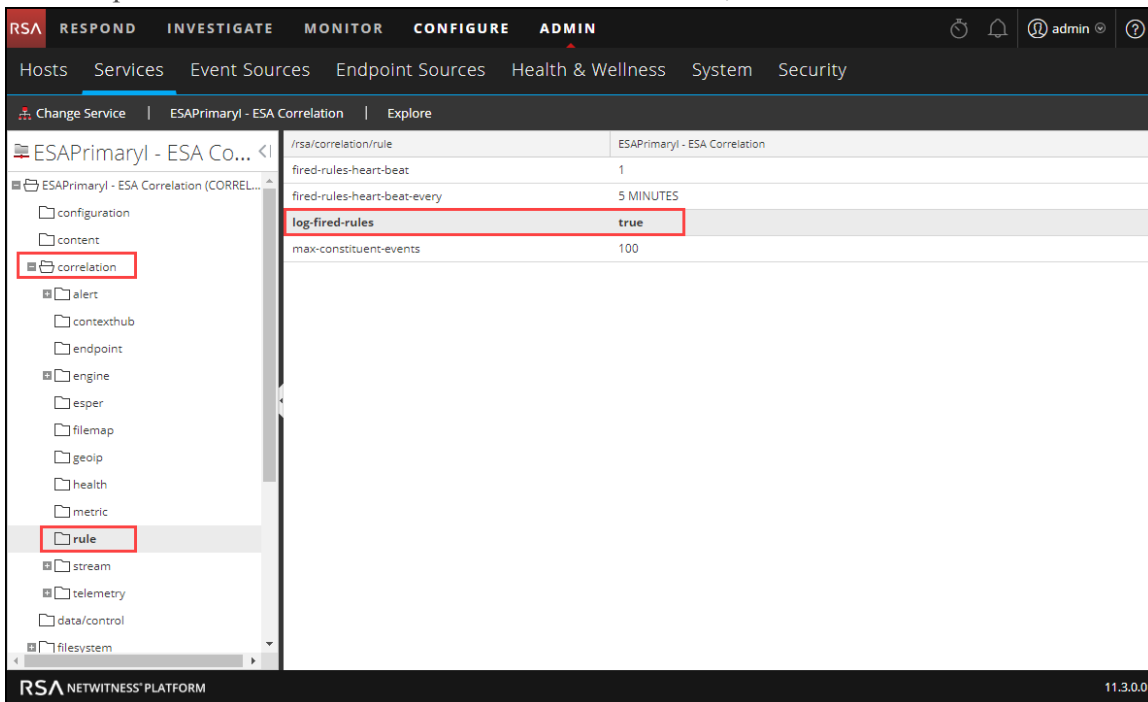 RSA RESPOND INVESTIGATE MONITOR CONFIGURE ADMIN admin ?
Hosts Services Event Sources Endpoint Sources Health & Wellness System Security
Change Service | ESAPrimaryl - ESA Correlation | Explore
ESAPrimaryl - ESA Co...
ESAPrimaryl - ESA Correlation (CORREL...
configuration
content
correlation
alert
contexthub
endpoint
engine
esper
filemap
geoip
health
metric
rule
stream
telemetry
data/control
filesystem
/rsa/correlation/rule ESAPrimaryl - ESA Correlation
fired-rules-heart-beat 1
fired-rules-heart-beat-every 5 MINUTES
log-fired-rules true
max-constituent-events 100
RSA NETWITNESS® PLATFORM 11.3.0.0